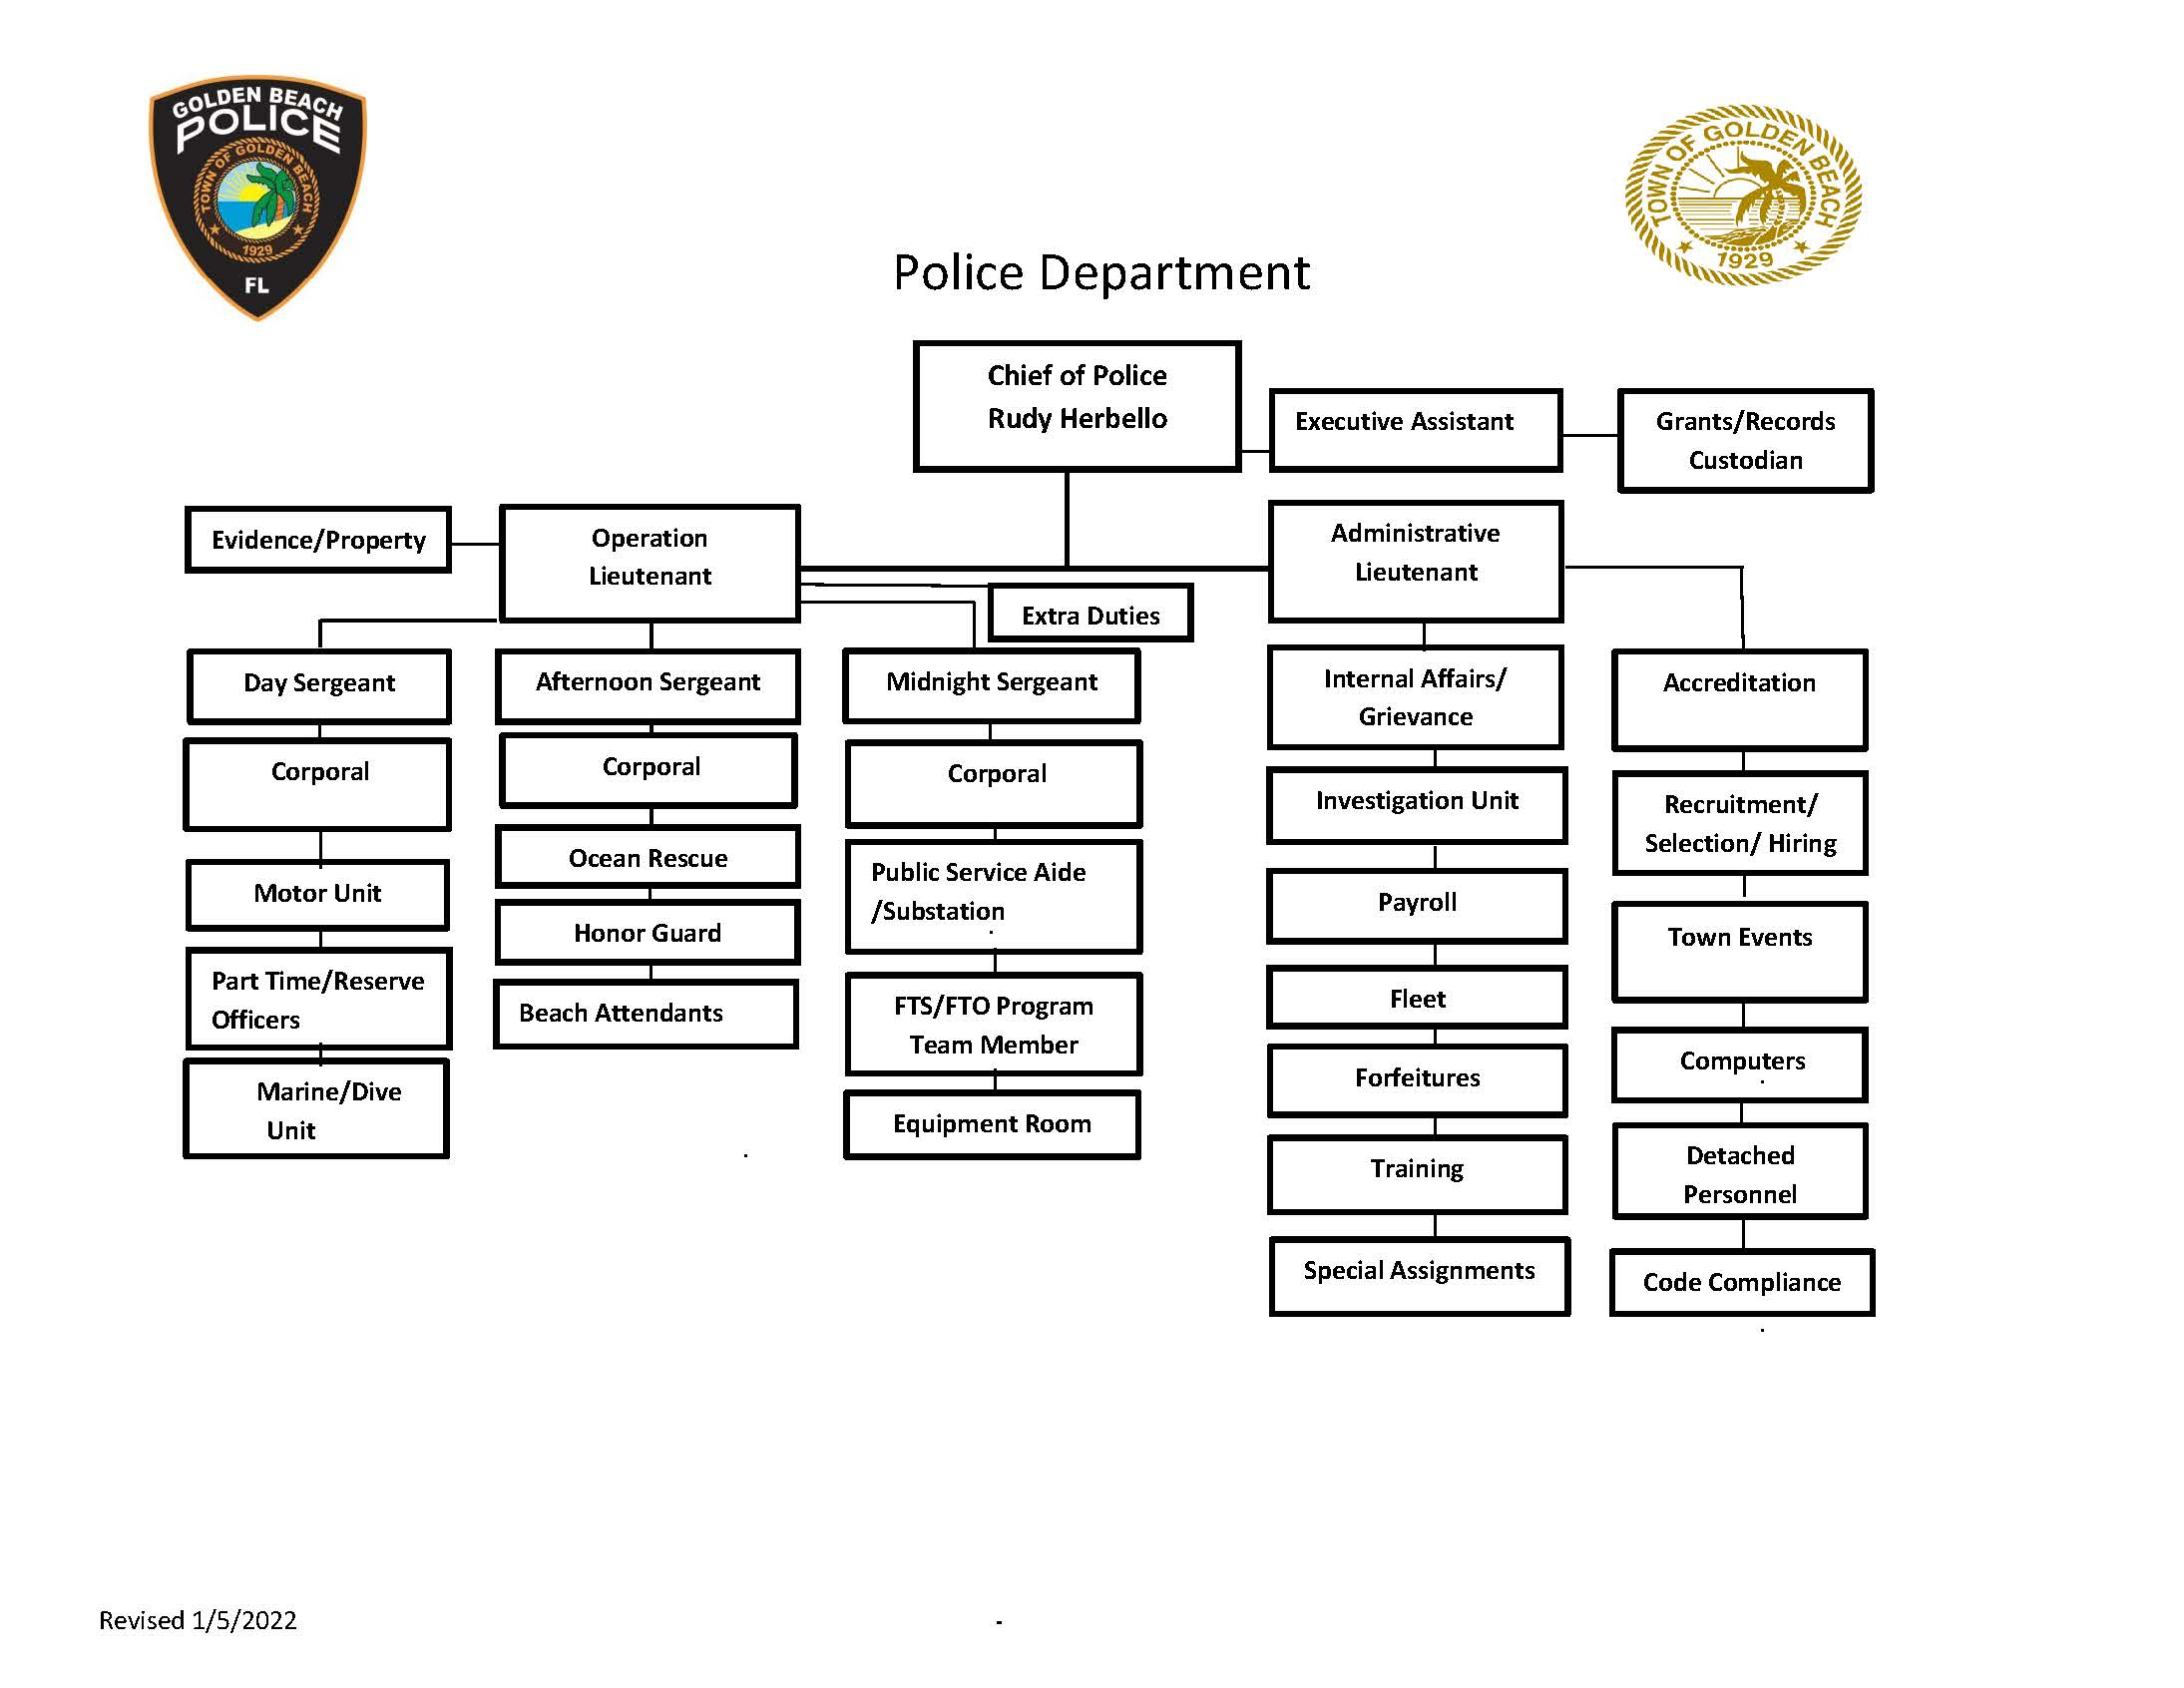 GOLDEN BEACH
POLICE
TOWN OF GOLDEN BEACH
1929
FL
TOWN OF GOLDEN BEACH
1929
Police Department
Chief of Police
Rudy Herbello
Executive Assistant
Grants/Records
Custodian
Evidence/Property
Operation
Lieutenant
Administrative
Lieutenant
Extra Duties
Day Sergeant
Corporal
Motor Unit
Part Time/Reserve
Officers
Marine/Dive
Unit
Afternoon Sergeant
Corporal
Ocean Rescue
Honor Guard
Beach Attendants
Midnight Sergeant
Corporal
Public Service Aide
/Substation
FTS/FTO Program
Team Member
Equipment Room
Internal Affairs/
Grievance
Investigation Unit
Payroll
Fleet
Forfeitures
Training
Special Assignments
Accreditation
Recruitment/
Selection/ Hiring
Town Events
Computers
Detached
Personnel
Code Compliance
Revised 1/5/2022